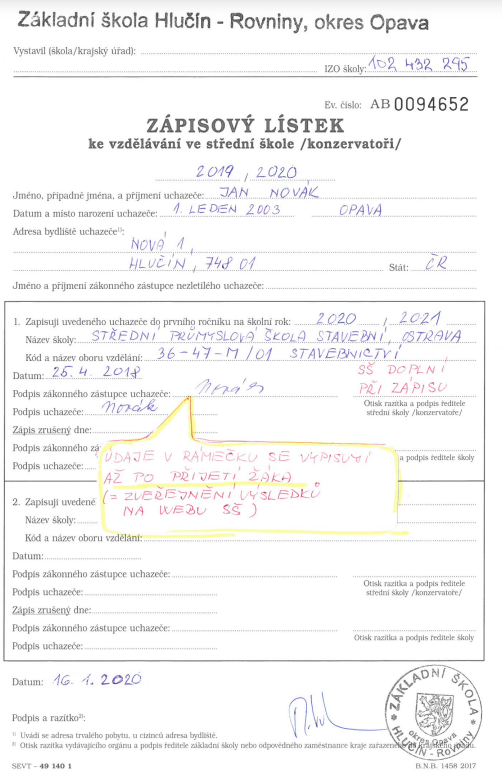 Základní škola Hlučín - Rovniny, okres Opava
Vystavil (škola/krajský úřad):
IZO školy: 102 432 295
Ev. číslo: AB 0094652
ZÁPISOVÝ LÍSTEK
ke vzdělávání ve střední škole /konzervatoři/
2019 / 2020
Jméno, případně jména, a příjmení uchazeče: JAN NOVÁK
Datum a místo narození uchazeče: 1. LEDEN 2003 OPAVA
Adresa bydliště uchazeče¹⁾:
NOVÁ 1,
HLUČÍN, 748 01 Stát: ČR
Jméno a příjmení zákonného zástupce nezletilého uchazeče:
1. Zapisuji uvedeného uchazeče do prvního ročníku na školní rok: 2020 / 2021
Název školy: STŘEDNÍ PRŮMYSLOVÁ ŠKOLA STAVEBNÍ, OSTRAVA
Kód a název oboru vzdělání: 36-47-M/01 STAVEBNICTVÍ
Datum: 25.4. 2018 SŠ DOPLNÍ
Podpis zákonného zástupce uchazeče: Novák PŘI ZÁPISU
Podpis uchazeče: Novák Otisk razítka a podpis ředitele
střední školy /konzervatoře/
Zápis zrušený dne:
Podpis zákonného zá
a podpis ředitele školy
Podpis uchazeče:
ÚDAJE V RÁMEČKU SE VYPISUJÍ
AŽ PO PŘIJETÍ ŽÁKA
(= ZVEŘEJNĚNÍ VÝSLEDKŮ
NA WEBU SŠ)
2. Zapisuji uvedené
Název školy:
Kód a název oboru vzdělání:
Datum:
Podpis zákonného zástupce uchazeče:
Otisk razítka a podpis ředitele
střední školy /konzervatoře/
Podpis uchazeče:
Zápis zrušený dne:
Podpis zákonného zástupce uchazeče:
Otisk razítka a podpis ředitele školy
Podpis uchazeče:
Datum: 16.1. 2020
ZÁKLADNÍ ŠKOLA
HLUČÍN - ROVNINY
okres Opava
Podpis a razítko²⁾:
¹⁾ Uvádí se adresa trvalého pobytu, u cizinců adresa bydliště.
²⁾ Otisk razítka vydávajícího orgánu a podpis ředitele základní školy nebo odpovědného zaměstnance kraje zařazeného do krajského úřadu.
SEVT - 49 140 1 B.N.B. 1458 2017